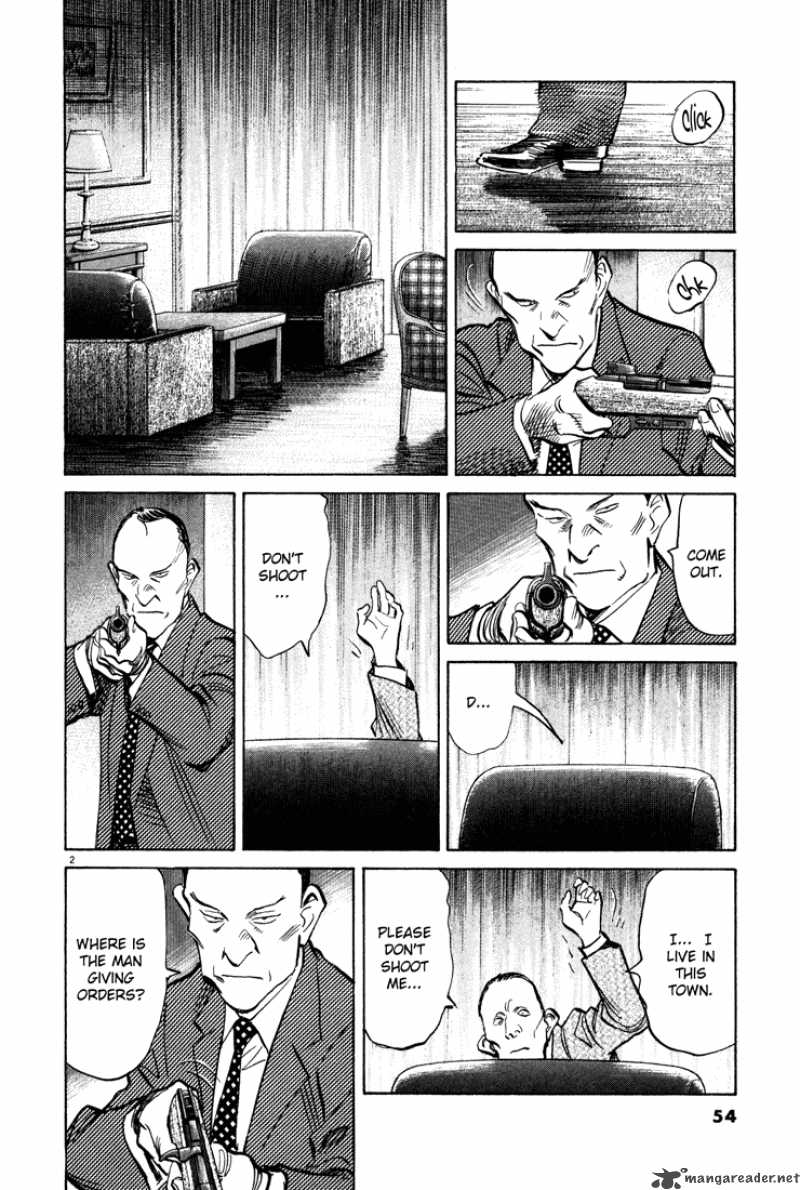 Click
Chk
COME
OUT.
D...
DON'T
SHOOT
...
I... I
LIVE IN
THIS
TOWN.
PLEASE
DON'T
SHOOT
ME...
WHERE IS
THE MAN
GIVING
ORDERS?
2
54
mangareader.net